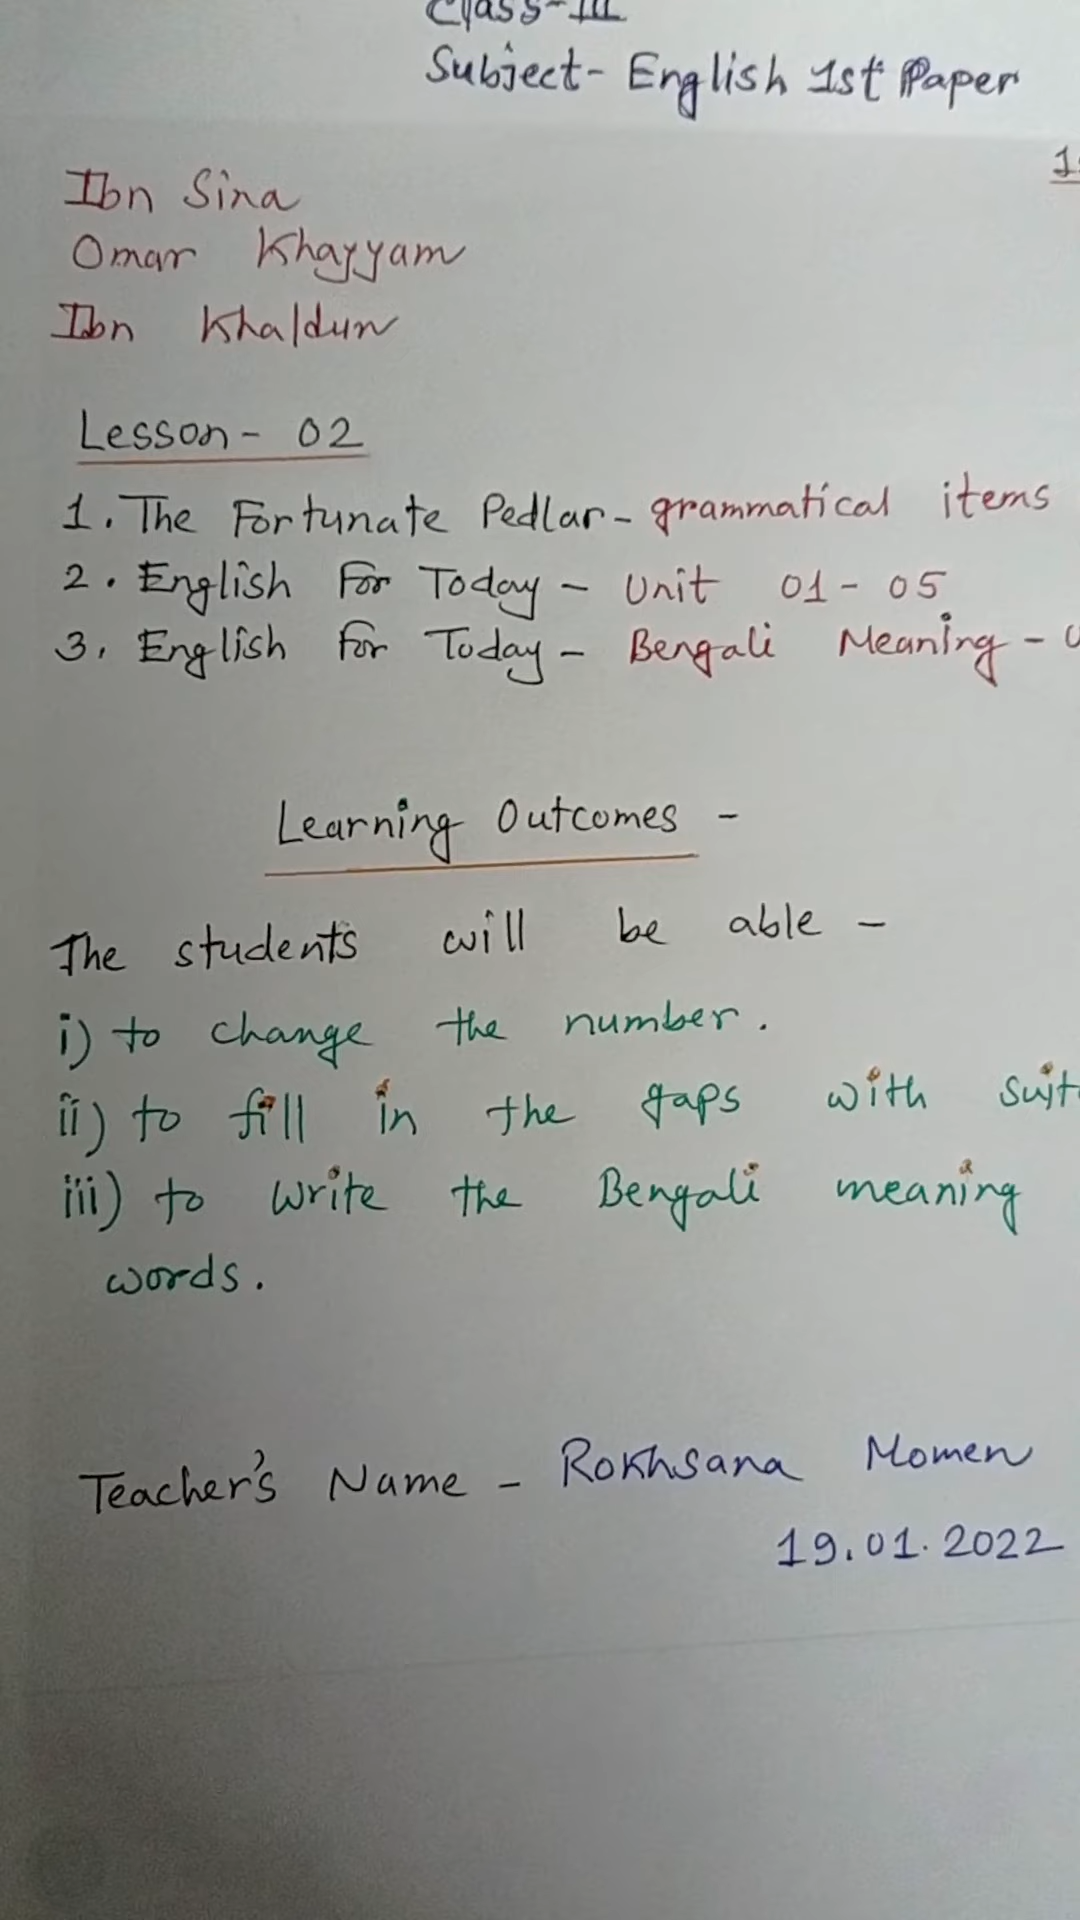 Class-III
Subject- English 1st Paper
Ibn Sina
Omar Khayyam
Ibn Khaldun
Lesson- 02
1. The Fortunate Pedlar- grammatical items
2. English For Today - Unit 01-05
3. English For Today - Bengali Meaning -
Learning Outcomes -
The students will be able -
i) to change the number.
ii) to fill in the gaps with
iii) to write the Bengali meaning
words.
Teacher's Name - Rokhsana Momen
19.01.2022